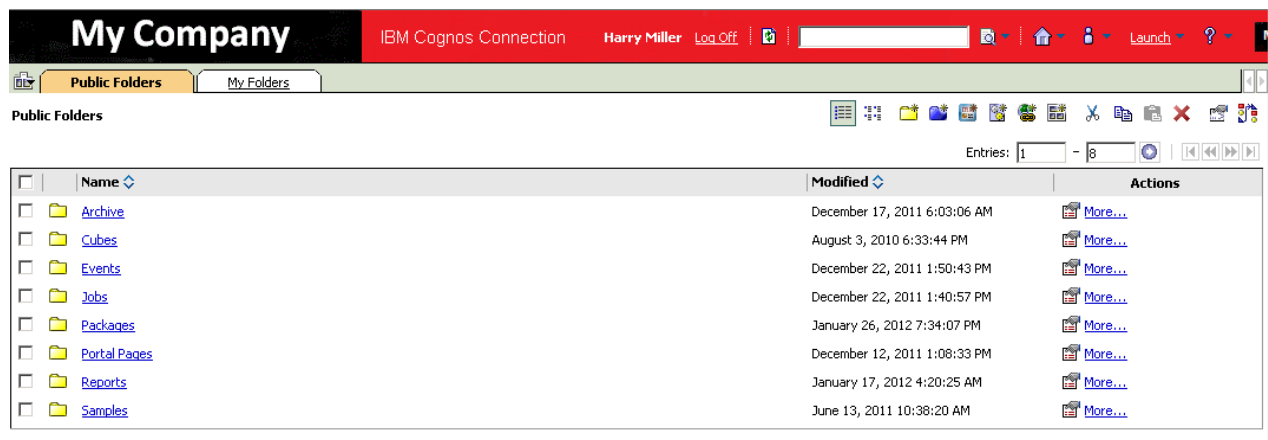 My Company IBM Cognos Connection Harry Miller Log Off Launch ?
Public Folders My Folders
Public Folders
Entries: 1 - 8
Name Modified Actions
Archive December 17, 2011 6:03:06 AM More...
Cubes August 3, 2010 6:33:44 PM More...
Events December 22, 2011 1:50:43 PM More...
Jobs December 22, 2011 1:40:57 PM More...
Packages January 26, 2012 7:34:07 PM More...
Portal Pages December 12, 2011 1:08:33 PM More...
Reports January 17, 2012 4:20:25 AM More...
Samples June 13, 2011 10:38:20 AM More...